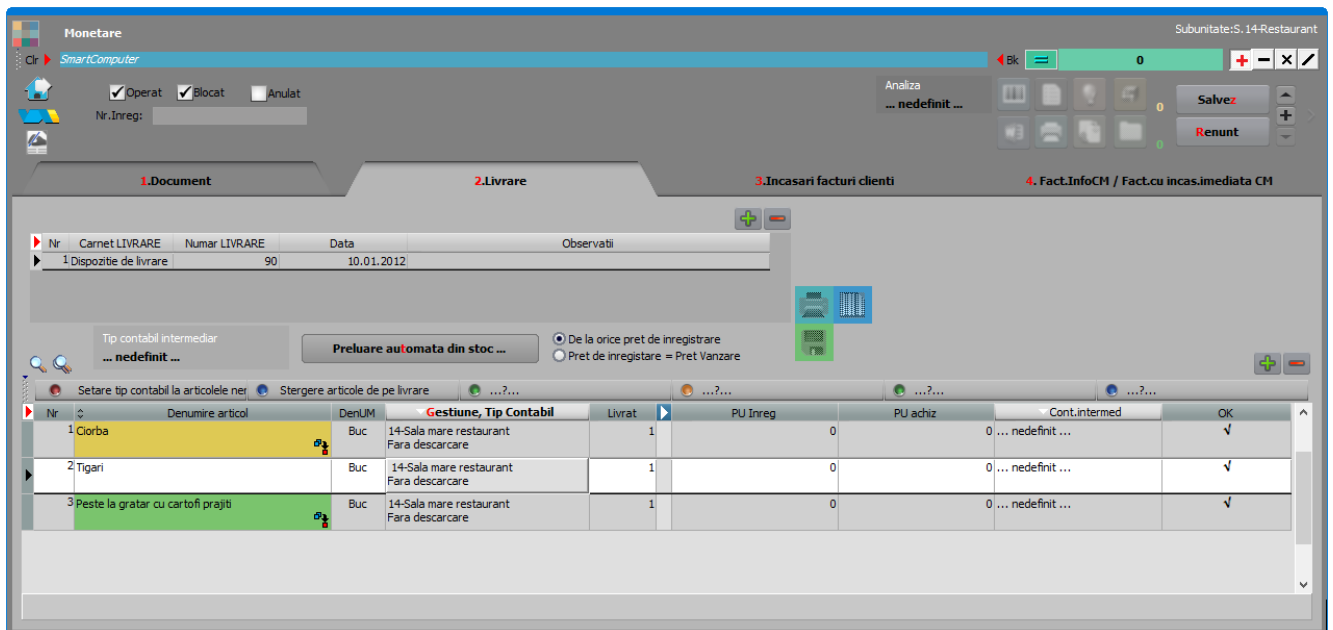 Monetare
Subunitate:S.14-Restaurant
Clr
SmartComputer
Bk
0
Operat Blocat Anulat
Nr.Inreg:
Analiza
... nedefinit ...
0
0
Salvez
Renunt
1.Document
2.Livrare
3.Incasari facturi clienti
4. Fact.InfoCM / Fact.cu incas.imediata CM
Nr Carnet LIVRARE Numar LIVRARE Data Observatii
1 Dispozitie de livrare 90 10.01.2012
Tip contabil intermediar
... nedefinit ...
Preluare automata din stoc ...
De la orice pret de inregistrare
Pret de inregistare = Pret Vanzare
Setare tip contabil la articolele ner Stergere articole de pe livrare ...?... ...?... ...?... ...?...
Nr Denumire articol DenUM Gestiune, Tip Contabil Livrat PU Inreg PU achiz Cont.intermed OK
1 Ciorba Buc 14-Sala mare restaurant 1 0 0 ... nedefinit ... √
Fara descarcare
2 Tigari Buc 14-Sala mare restaurant 1 0 0 ... nedefinit ... √
Fara descarcare
3 Peste la gratar cu cartofi prajiti Buc 14-Sala mare restaurant 1 0 0 ... nedefinit ... √
Fara descarcare